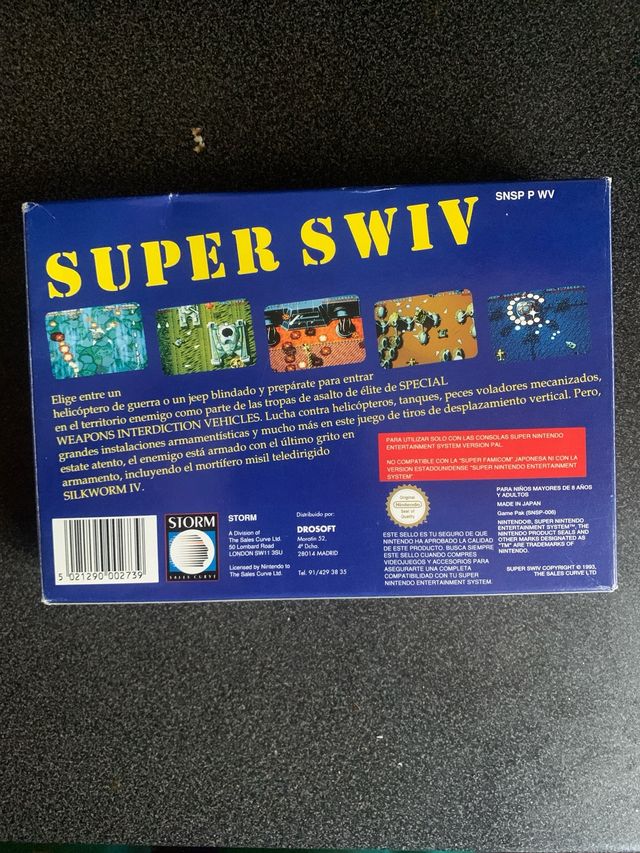 SNSP P WV
SUPER SWIV
Elige entre un
helicóptero de guerra o un jeep blindado y prepárate para entrar
en el territorio enemigo como parte de las tropas de asalto de élite de SPECIAL
WEAPONS INTERDICTION VEHICLES. Lucha contra helicópteros, tanques, peces voladores mecanizados,
grandes instalaciones armamentísticas y mucho más en este juego de tiros de desplazamiento vertical. Pero,
estate atento, el enemigo está armado con el último grito en
armamento, incluyendo el mortífero misil teledirigido
SILKWORM IV.
PARA UTILIZAR SOLO CON LAS CONSOLAS SUPER NINTENDO
ENTERTAINMENT SYSTEM VERSION PAL.
NO COMPATIBLE CON LA "SUPER FAMICOM" JAPONESA NI CON LA
VERSION ESTADOUNIDENSE "SUPER NINTENDO ENTERTAINMENT
SYSTEM"
5 021290 002739
STORM
SALES CURVE
STORM
A Division of
The Sales Curve Ltd.
50 Lombard Road
LONDON SW11 3SU
Licensed by Nintendo to
The Sales Curve Ltd.
Distribuido por:
DROSOFT
Moratin 52,
4º Dcha.
28014 MADRID
Tel. 91/429 38 35
Original
Nintendo
Seal of
Quality
ESTE SELLO ES TU SEGURO DE QUE
NINTENDO HA APROBADO LA CALIDAD
DE ESTE PRODUCTO. BUSCA SIEMPRE
ESTE SELLO CUANDO COMPRES
VIDEOJUEGOS Y ACCESORIOS PARA
ASEGURARTE UNA COMPLETA
COMPATIBILIDAD CON TU SUPER
NINTENDO ENTERTAINMENT SYSTEM.
PARA NIÑOS MAYORES DE 8 AÑOS
Y ADULTOS
MADE IN JAPAN
Game Pak (SNSP-006)
NINTENDO®, SUPER NINTENDO
ENTERTAINMENT SYSTEM™, THE
NINTENDO PRODUCT SEALS AND
OTHER MARKS DESIGNATED AS
"TM" ARE TRADEMARKS OF
NINTENDO.
SUPER SWIV COPYRIGHT © 1993,
THE SALES CURVE LTD